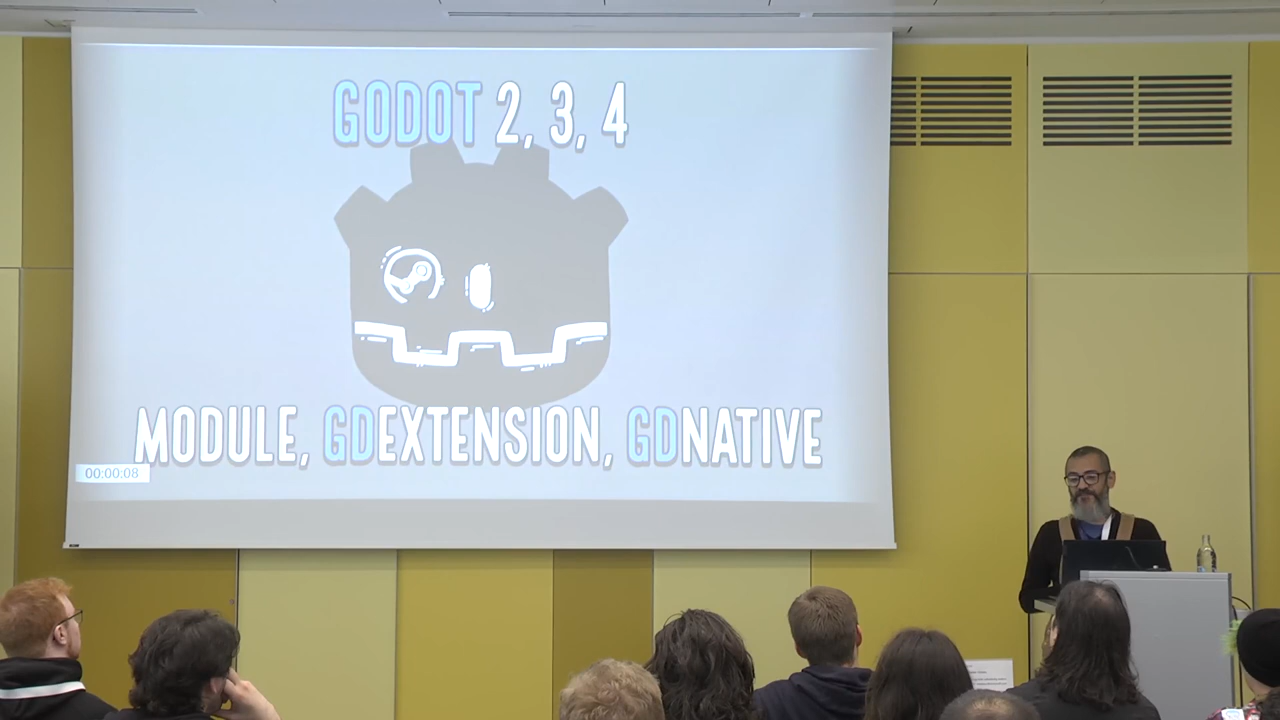 GODOT 2, 3, 4
MODULE, GDEXTENSION, GDNATIVE
00:00:08